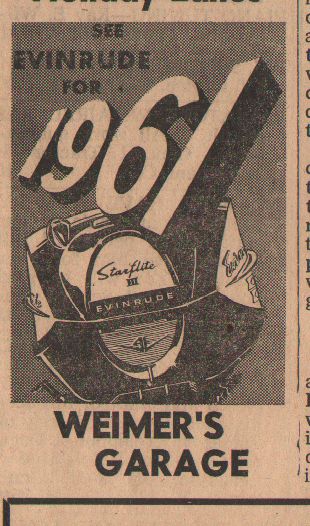 SEE
EVINRUDE
FOR
1961
Starflite
III
EVINRUDE
WEIMER'S
GARAGE